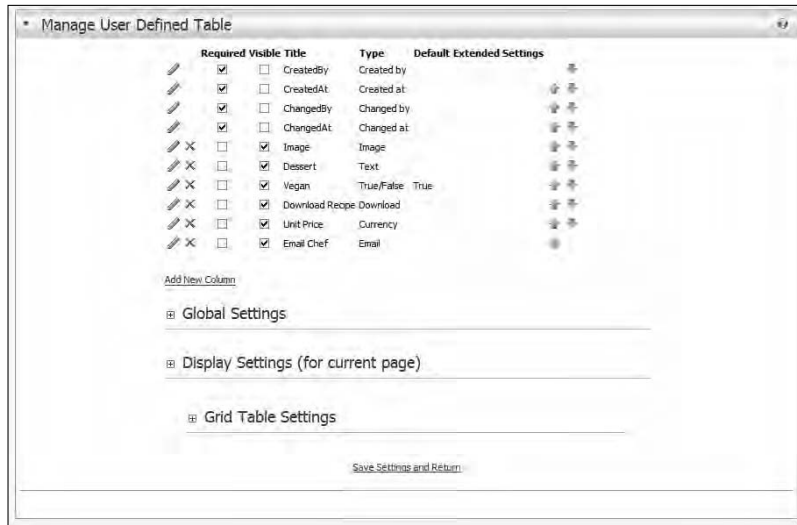 Manage User Defined Table
Required Visible Title Type Default Extended Settings
CreatedBy Created by
CreatedAt Created at
ChangedBy Changed by
ChangedAt Changed at
Image Image
Dessert Text
Vegan True/False True
Download Recipe Download
Unit Price Currency
Email Chef Email
Add New Column
Global Settings
Display Settings (for current page)
Grid Table Settings
Save Settings and Return